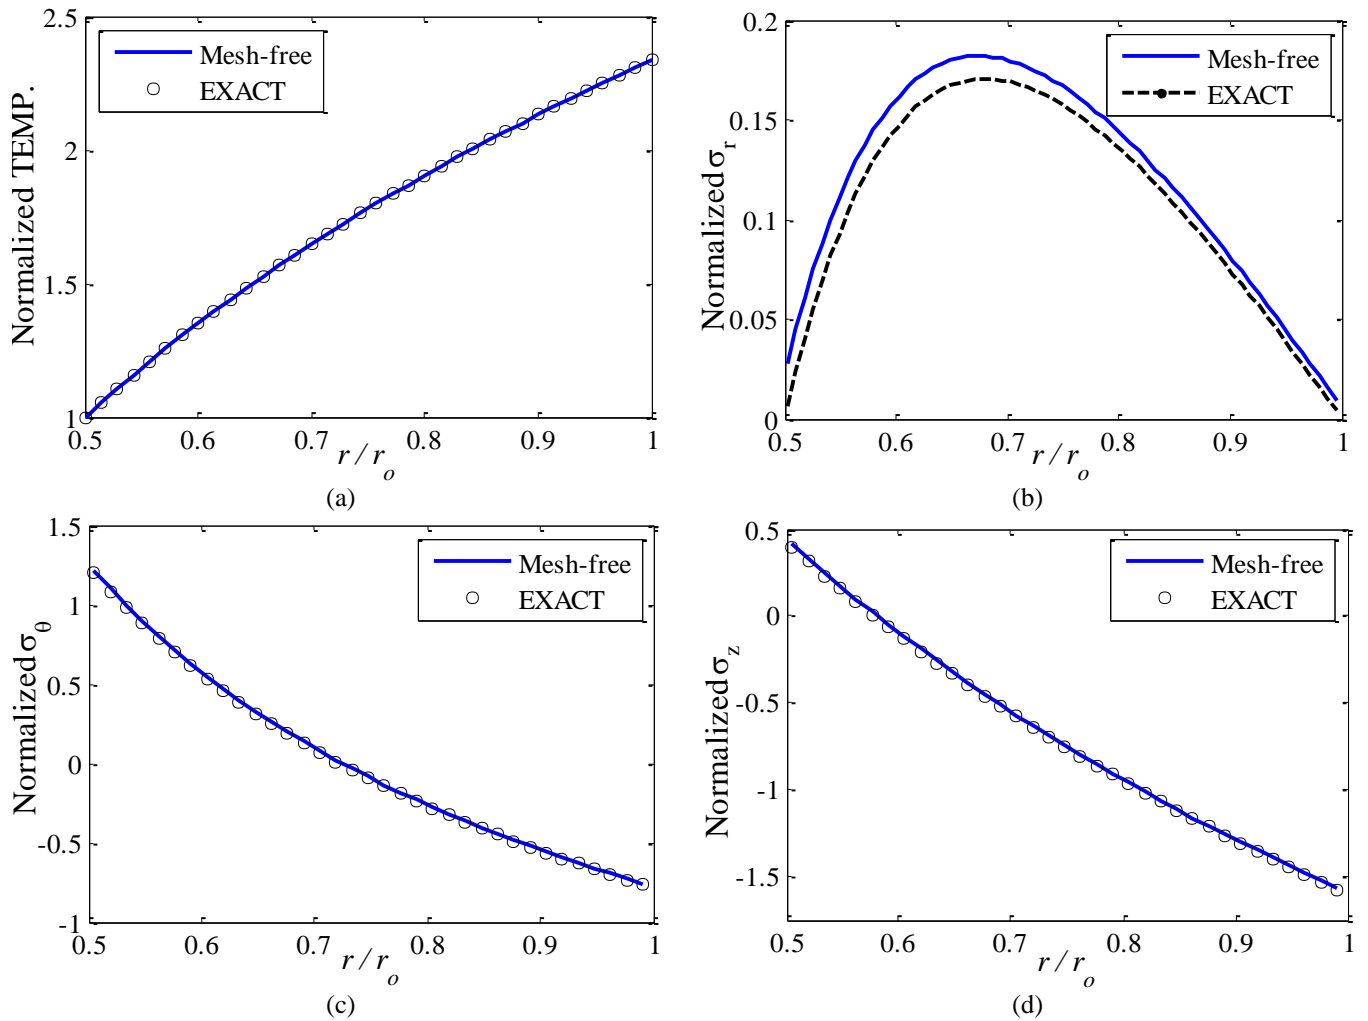 2.5
2
1.5
1
Normalized TEMP.
Mesh-free
EXACT
0.5 0.6 0.7 0.8 0.9 1
r / r_o
(a)
0.2
0.15
0.1
0.05
0
Normalized σ_r
Mesh-free
EXACT
0.5 0.6 0.7 0.8 0.9 1
r / r_o
(b)
1.5
1
0.5
0
-0.5
-1
Normalized σ_θ
Mesh-free
EXACT
0.5 0.6 0.7 0.8 0.9 1
r / r_o
(c)
0.5
0
-0.5
-1
-1.5
Normalized σ_z
Mesh-free
EXACT
0.5 0.6 0.7 0.8 0.9 1
r / r_o
(d)